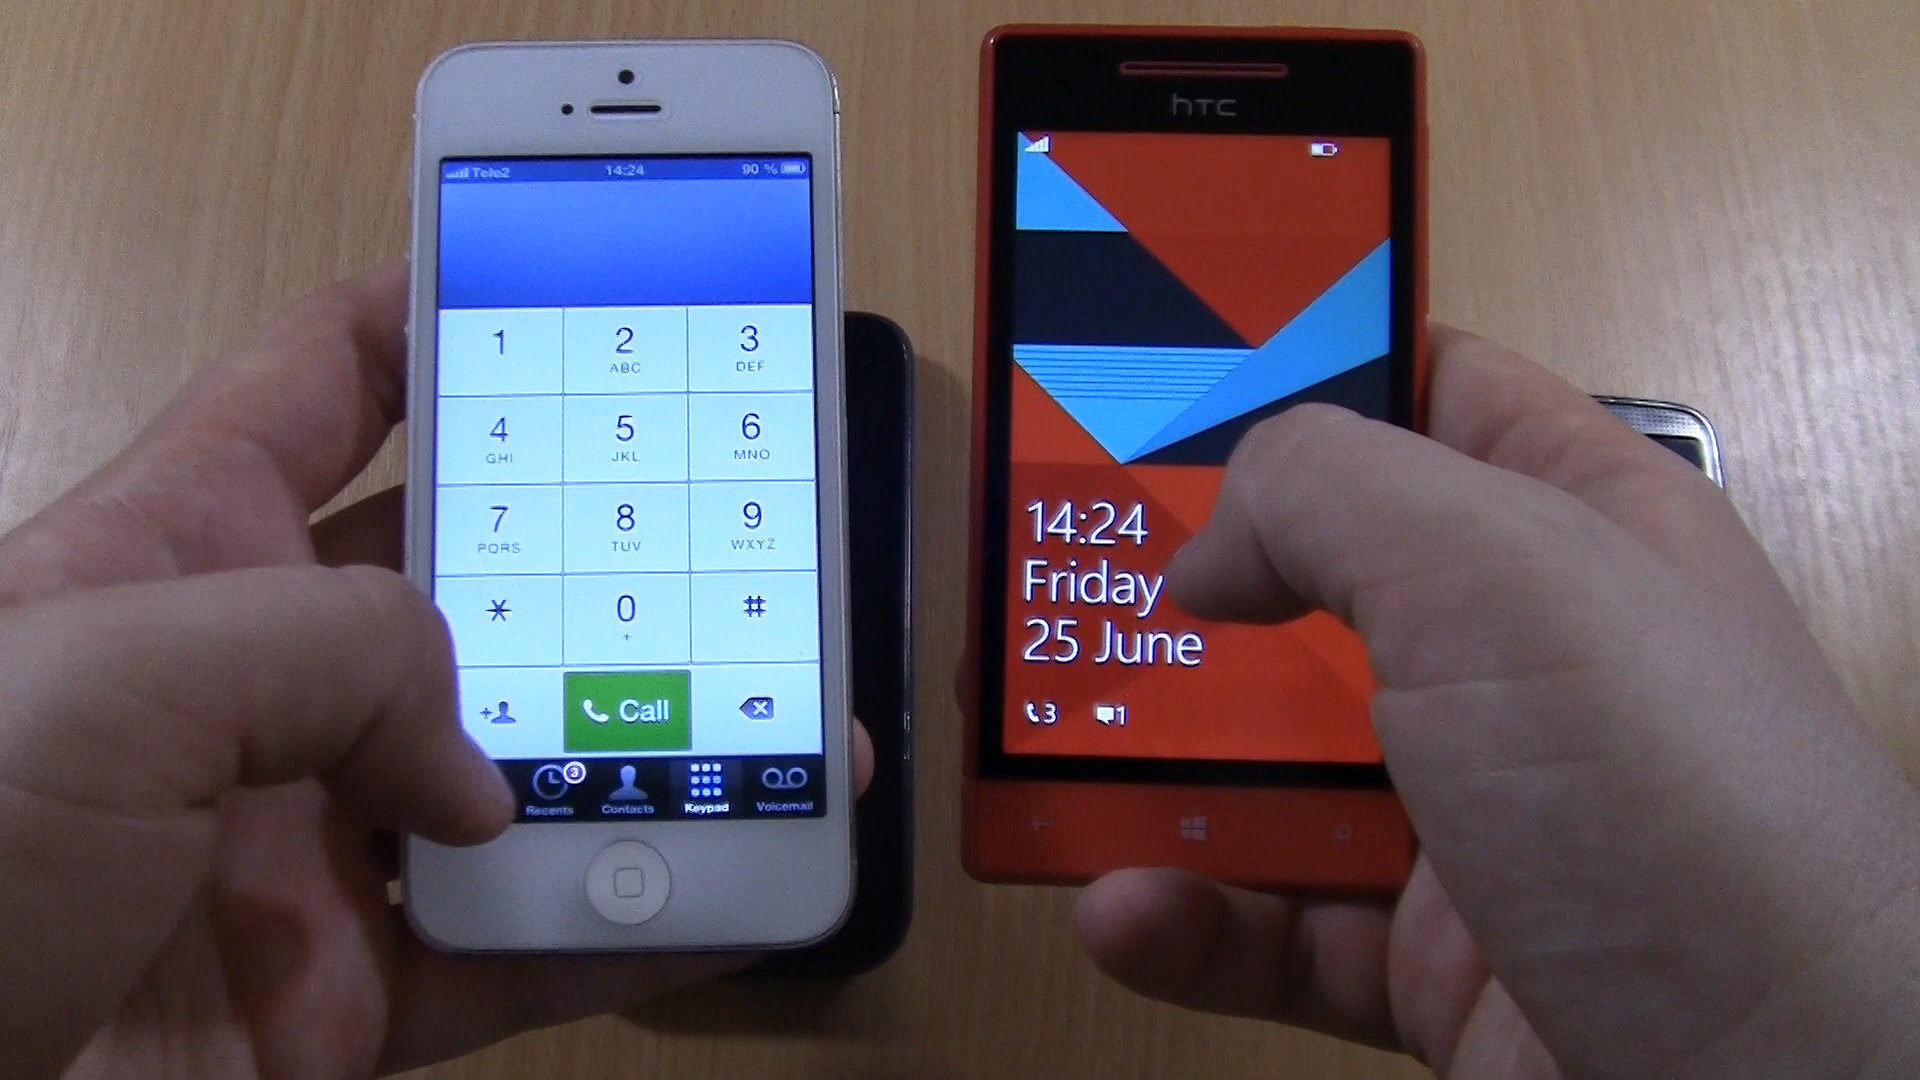 Tele2 14:24 90 %
1
2
ABC
3
DEF
4
GHI
5
JKL
6
MNO
7
PQRS
8
TUV
9
WXYZ
*
0
+
#
+
Call
3
Recents
Contacts
Keypad
Voicemail
hTC
14:24
Friday
25 June
3
1